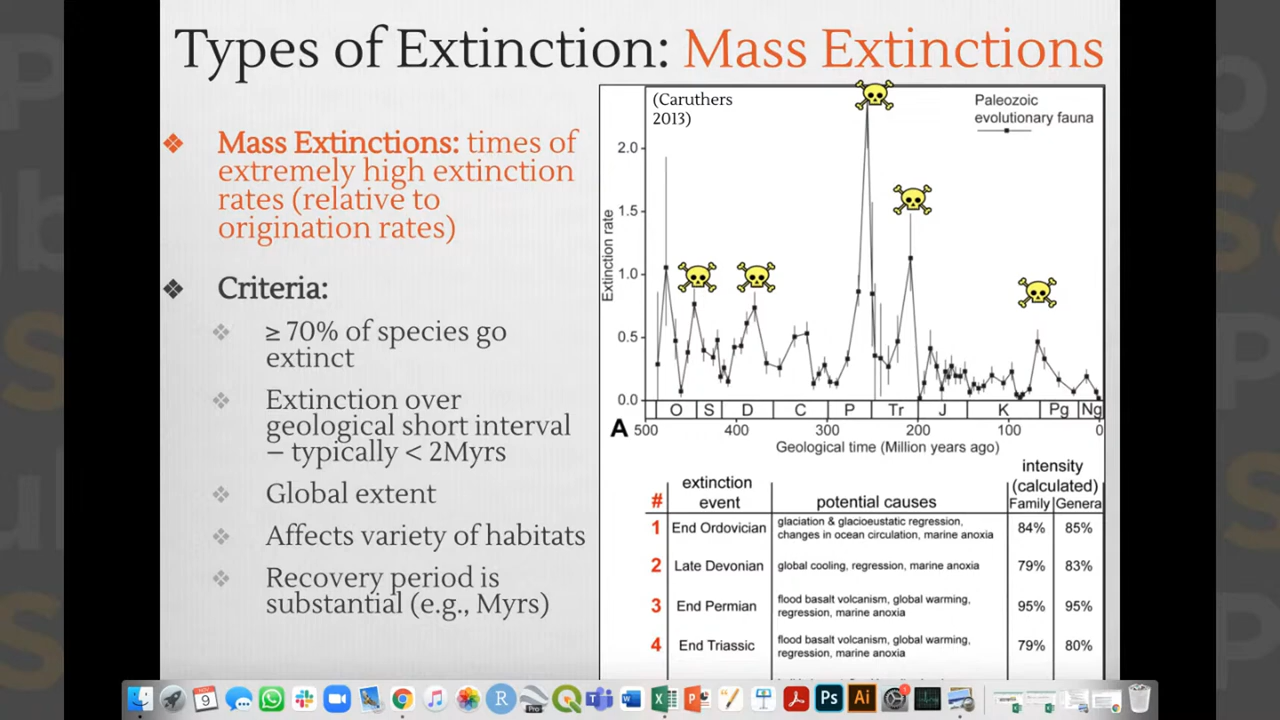 Types of Extinction: Mass Extinctions
Mass Extinctions: times of
extremely high extinction
rates (relative to
origination rates)
Criteria:
≥ 70% of species go
extinct
Extinction over
geological short interval
– typically < 2Myrs
Global extent
Affects variety of habitats
Recovery period is
substantial (e.g., Myrs)
(Caruthers
2013)
Paleozoic
evolutionary fauna
Extinction rate
2.0
1.5
1.0
0.5
0.0
O S D C P Tr J K Pg Ng
A
500 400 300 200 100 0
Geological time (Million years ago)
# extinction event potential causes intensity (calculated) Family Genera
1 End Ordovician glaciation & glacioeustatic regression, changes in ocean circulation, marine anoxia 84% 85%
2 Late Devonian global cooling, regression, marine anoxia 79% 83%
3 End Permian flood basalt volcanism, global warming, regression, marine anoxia 95% 95%
4 End Triassic flood basalt volcanism, global warming, regression, marine anoxia 79% 80%
NOV
9
R
Pro
Ps
Ai
1